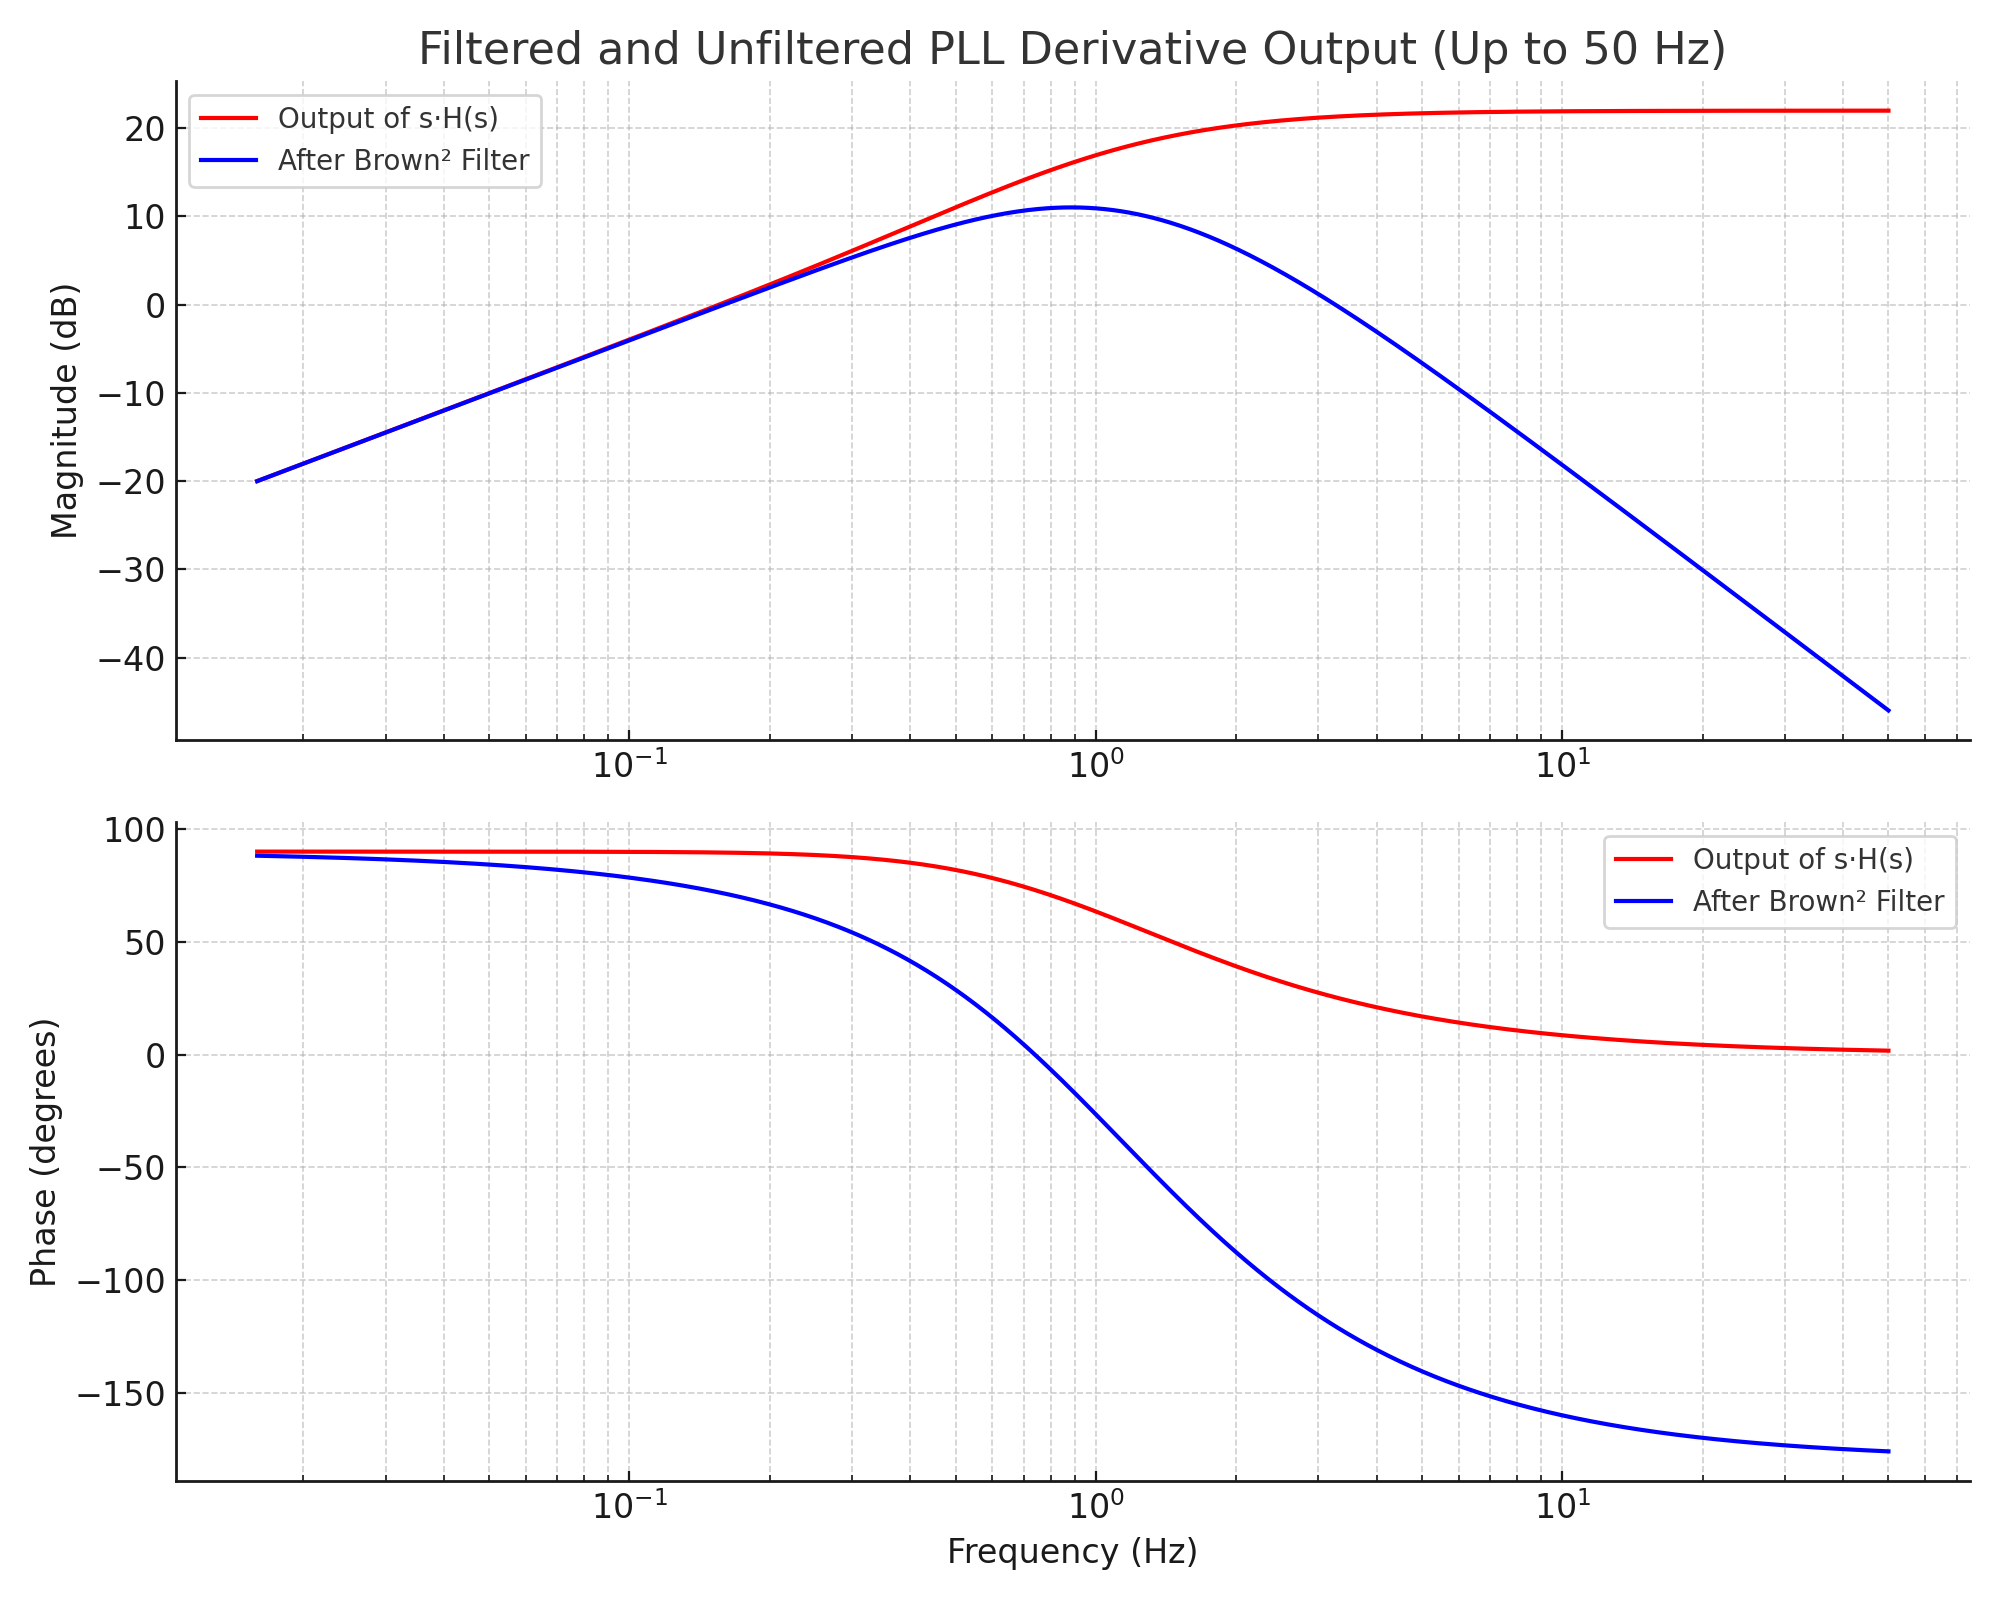 Filtered and Unfiltered PLL Derivative Output (Up to 50 Hz)
Output of s·H(s)
After Brown² Filter
Magnitude (dB)
20
10
0
−10
−20
−30
−40
10⁻¹
10⁰
10¹
Output of s·H(s)
After Brown² Filter
Phase (degrees)
100
50
0
−50
−100
−150
10⁻¹
10⁰
10¹
Frequency (Hz)